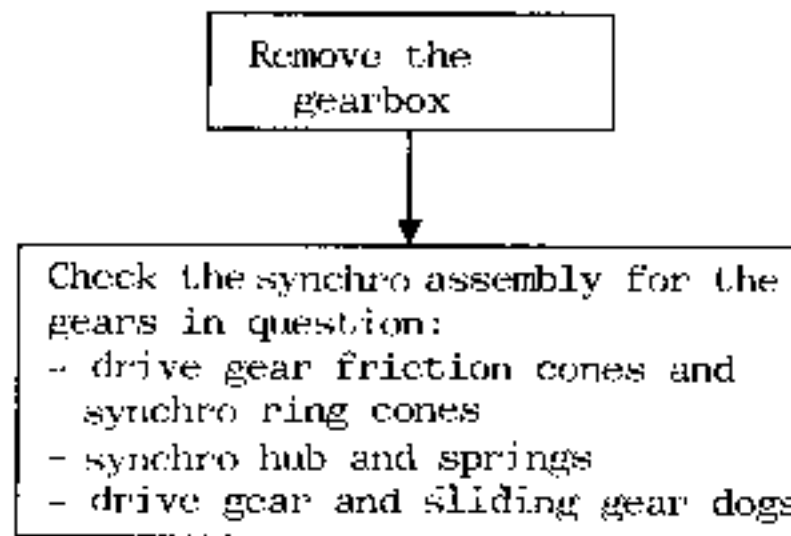 Remove the
gearbox
Check the synchro assembly for the
gears in question:
- drive gear friction cones and
synchro ring cones
- synchro hub and springs
- drive gear and sliding gear dogs